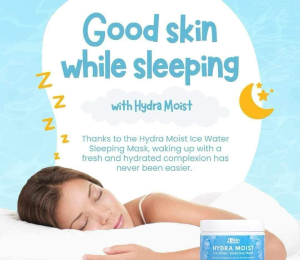 Good skin
while sleeping
with Hydra Moist
Thanks to the Hydra Moist Ice Water
Sleeping Mask, waking up with a
fresh and hydrated complexion has
never been easier.
Z
Z
Z
Z
HYDRA MOIST